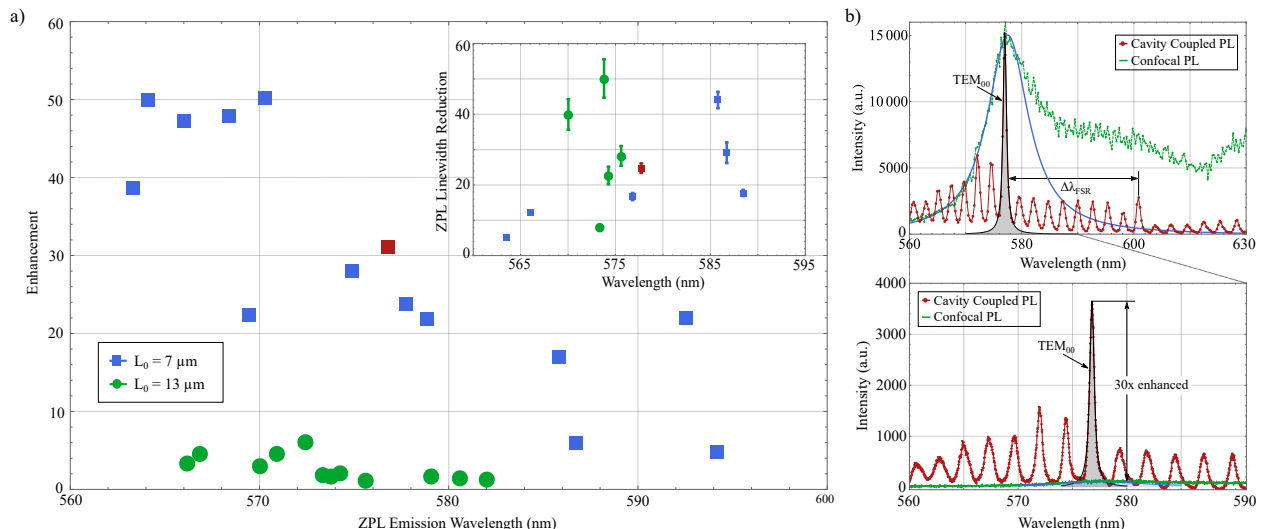 a)
60
50
40
30
20
10
0
Enhancement
560
570
580
590
600
ZPL Emission Wavelength (nm)
L₀ = 7 µm
L₀ = 13 µm
60
40
20
0
ZPL Linewidth Reduction
565
575
585
595
Wavelength (nm)
b)
15 000
10 000
5000
0
Intensity (a.u.)
Cavity Coupled PL
Confocal PL
TEM₀₀
Δλ_FSR
560
580
600
630
Wavelength (nm)
4000
3000
2000
1000
0
Intensity (a.u.)
Cavity Coupled PL
Confocal PL
TEM₀₀
30x enhanced
560
570
580
590
Wavelength (nm)